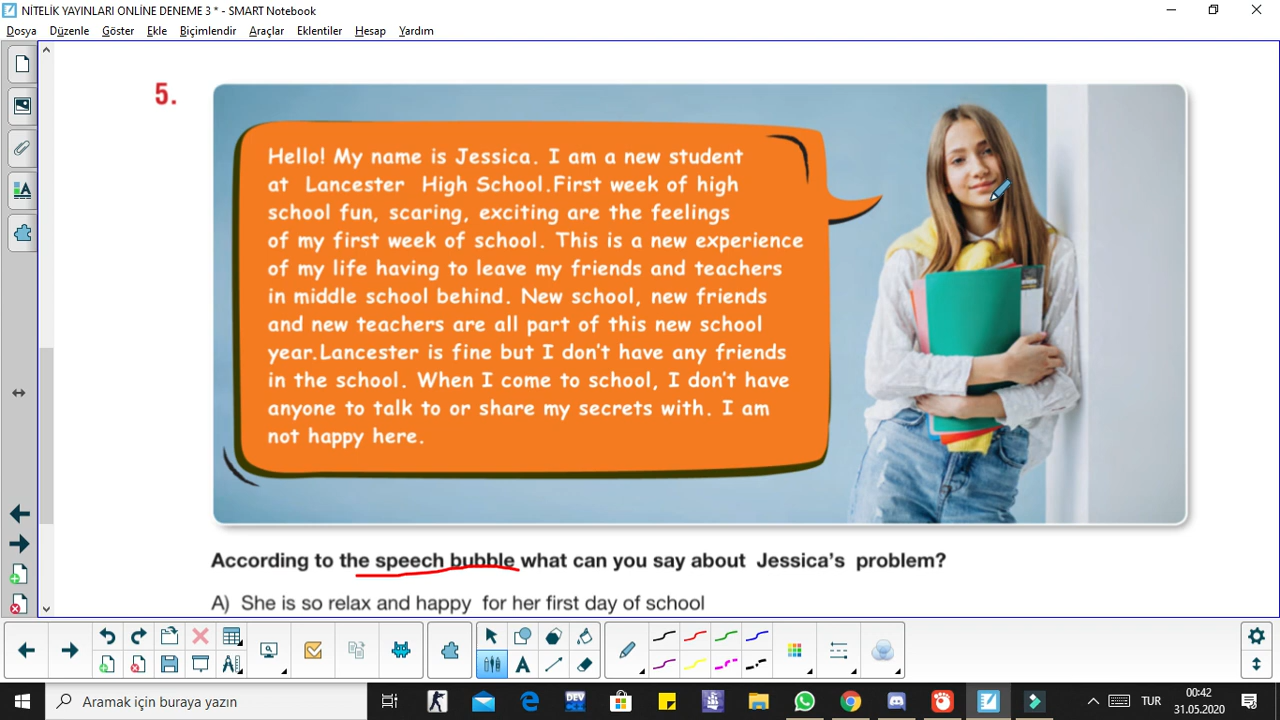 NİTELİK YAYINLARI ONLİNE DENEME 3 * - SMART Notebook
Dosya Düzenle Göster Ekle Biçimlendir Araçlar Eklentiler Hesap Yardım
5.
Hello! My name is Jessica. I am a new student
at Lancester High School.First week of high
school fun, scaring, exciting are the feelings
of my first week of school. This is a new experience
of my life having to leave my friends and teachers
in middle school behind. New school, new friends
and new teachers are all part of this new school
year.Lancester is fine but I don't have any friends
in the school. When I come to school, I don't have
anyone to talk to or share my secrets with. I am
not happy here.
According to the speech bubble what can you say about Jessica's problem?
A) She is so relax and happy for her first day of school
Aramak için buraya yazın
DEV
TUR
00:42
31.05.2020